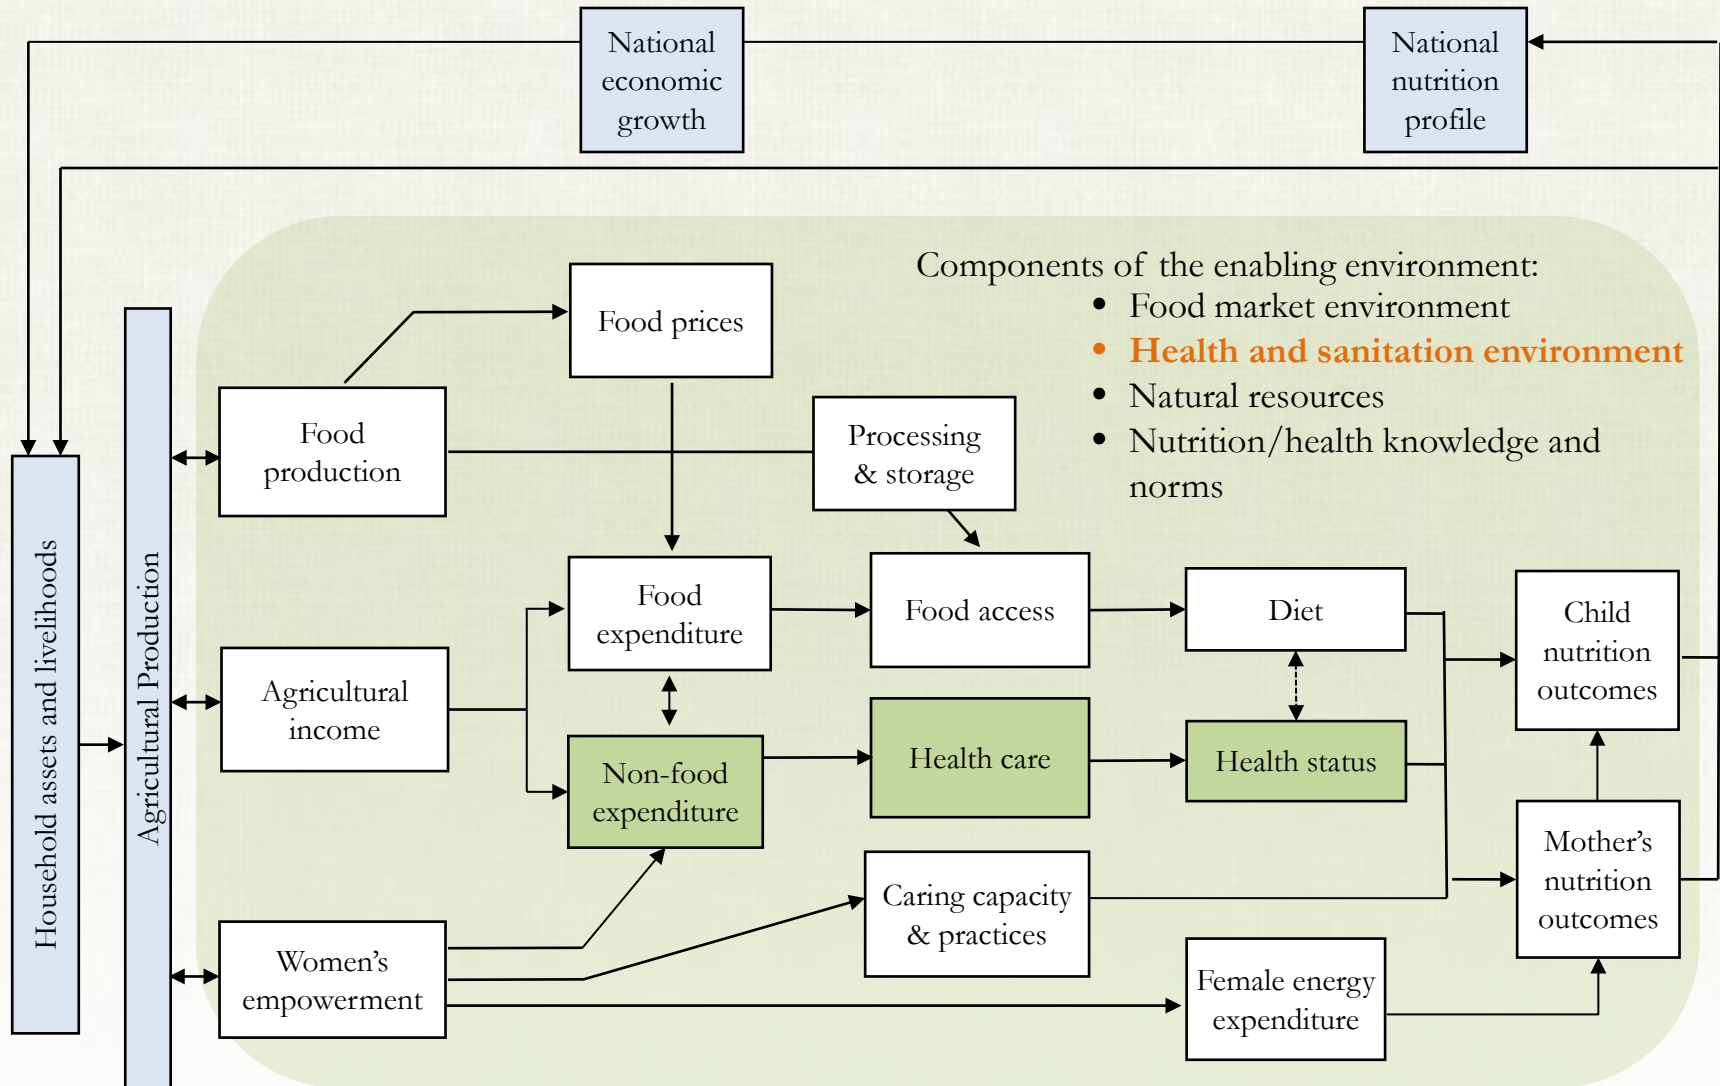 National
economic
growth
National
nutrition
profile
Components of the enabling environment:
• Food market environment
• Health and sanitation environment
• Natural resources
• Nutrition/health knowledge and
norms
Food prices
Food
production
Processing
& storage
Household assets and livelihoods
Agricultural Production
Food
expenditure
Food access
Diet
Child
nutrition
outcomes
Agricultural
income
Non-food
expenditure
Health care
Health status
Mother’s
nutrition
outcomes
Caring capacity
& practices
Women’s
empowerment
Female energy
expenditure